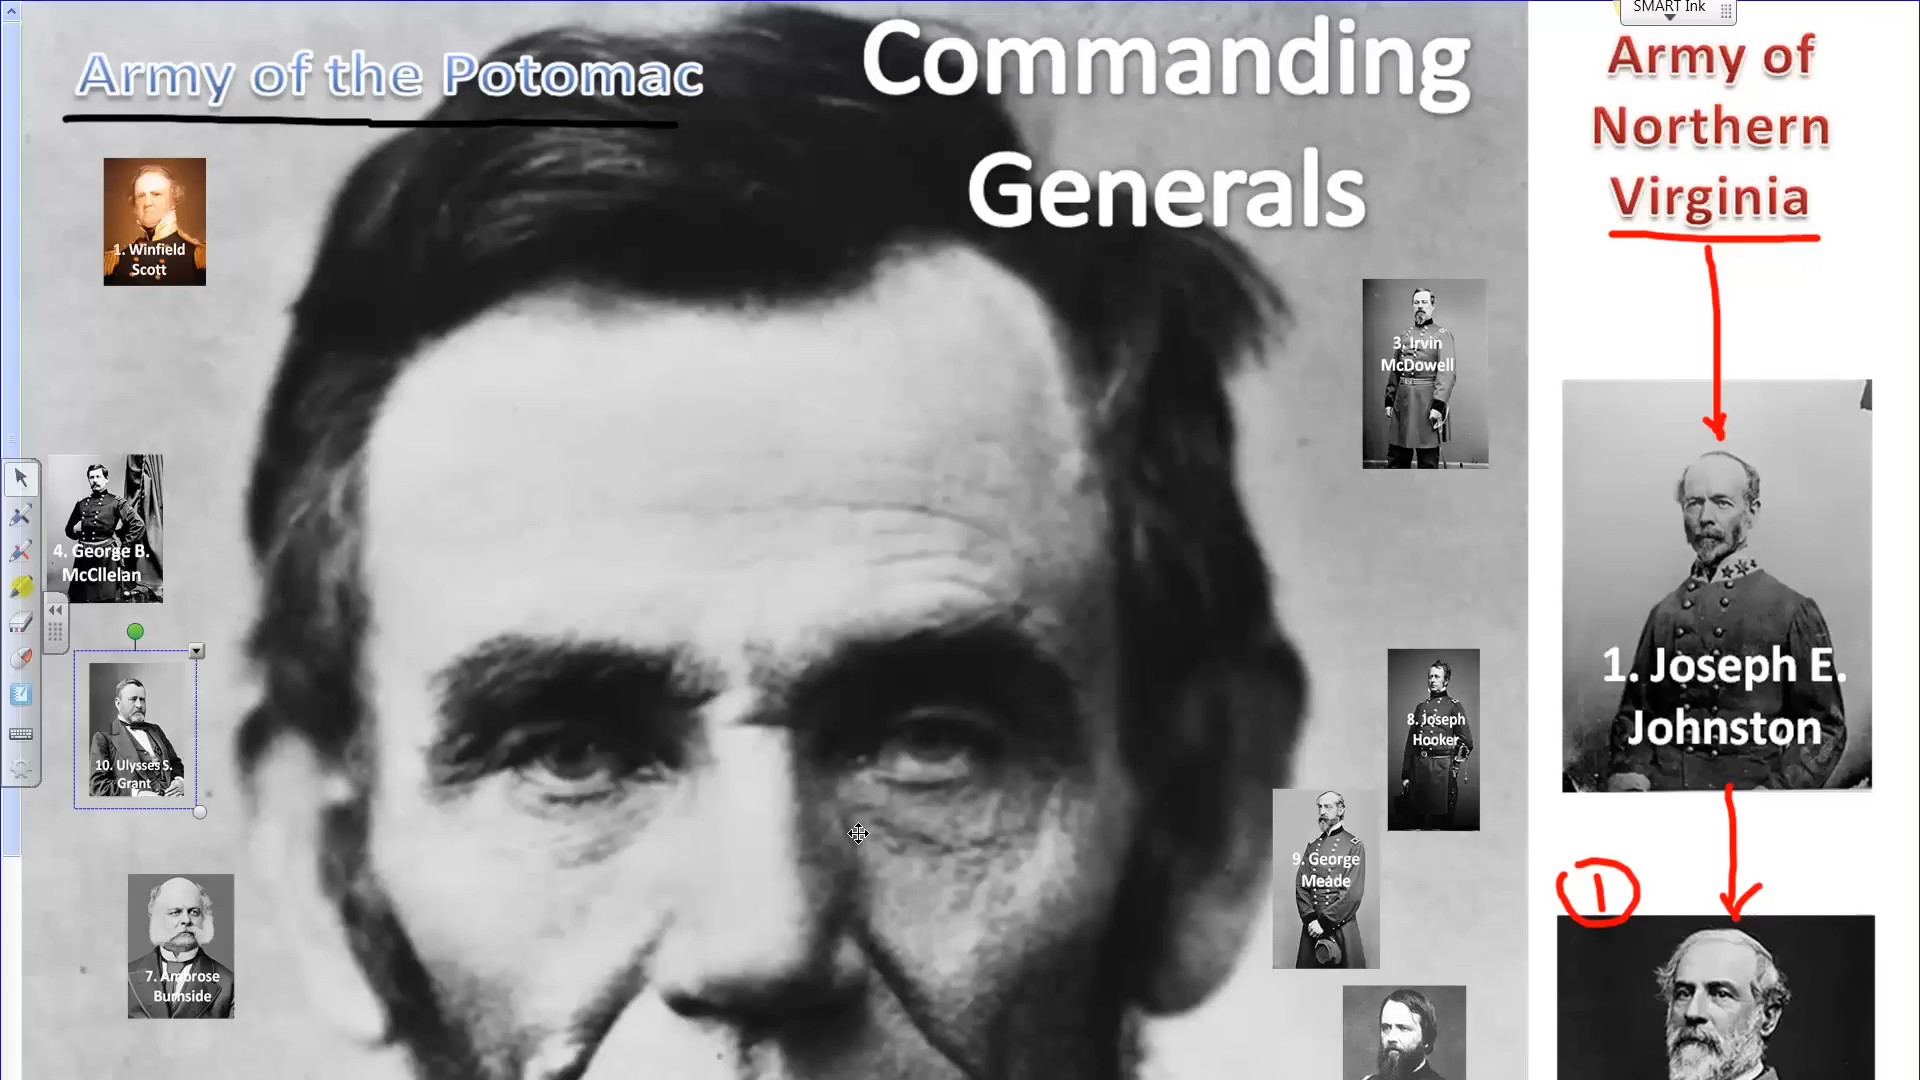 SMART Ink
Army of the Potomac
Commanding
Generals
Army of
Northern
Virginia
1. Winfield
Scott
3. Irvin
McDowell
4. George B.
McCllelan
1. Joseph E.
Johnston
10. Ulysses S.
Grant
8. Joseph
Hooker
9. George
Meade
7. Ambrose
Burnside
1